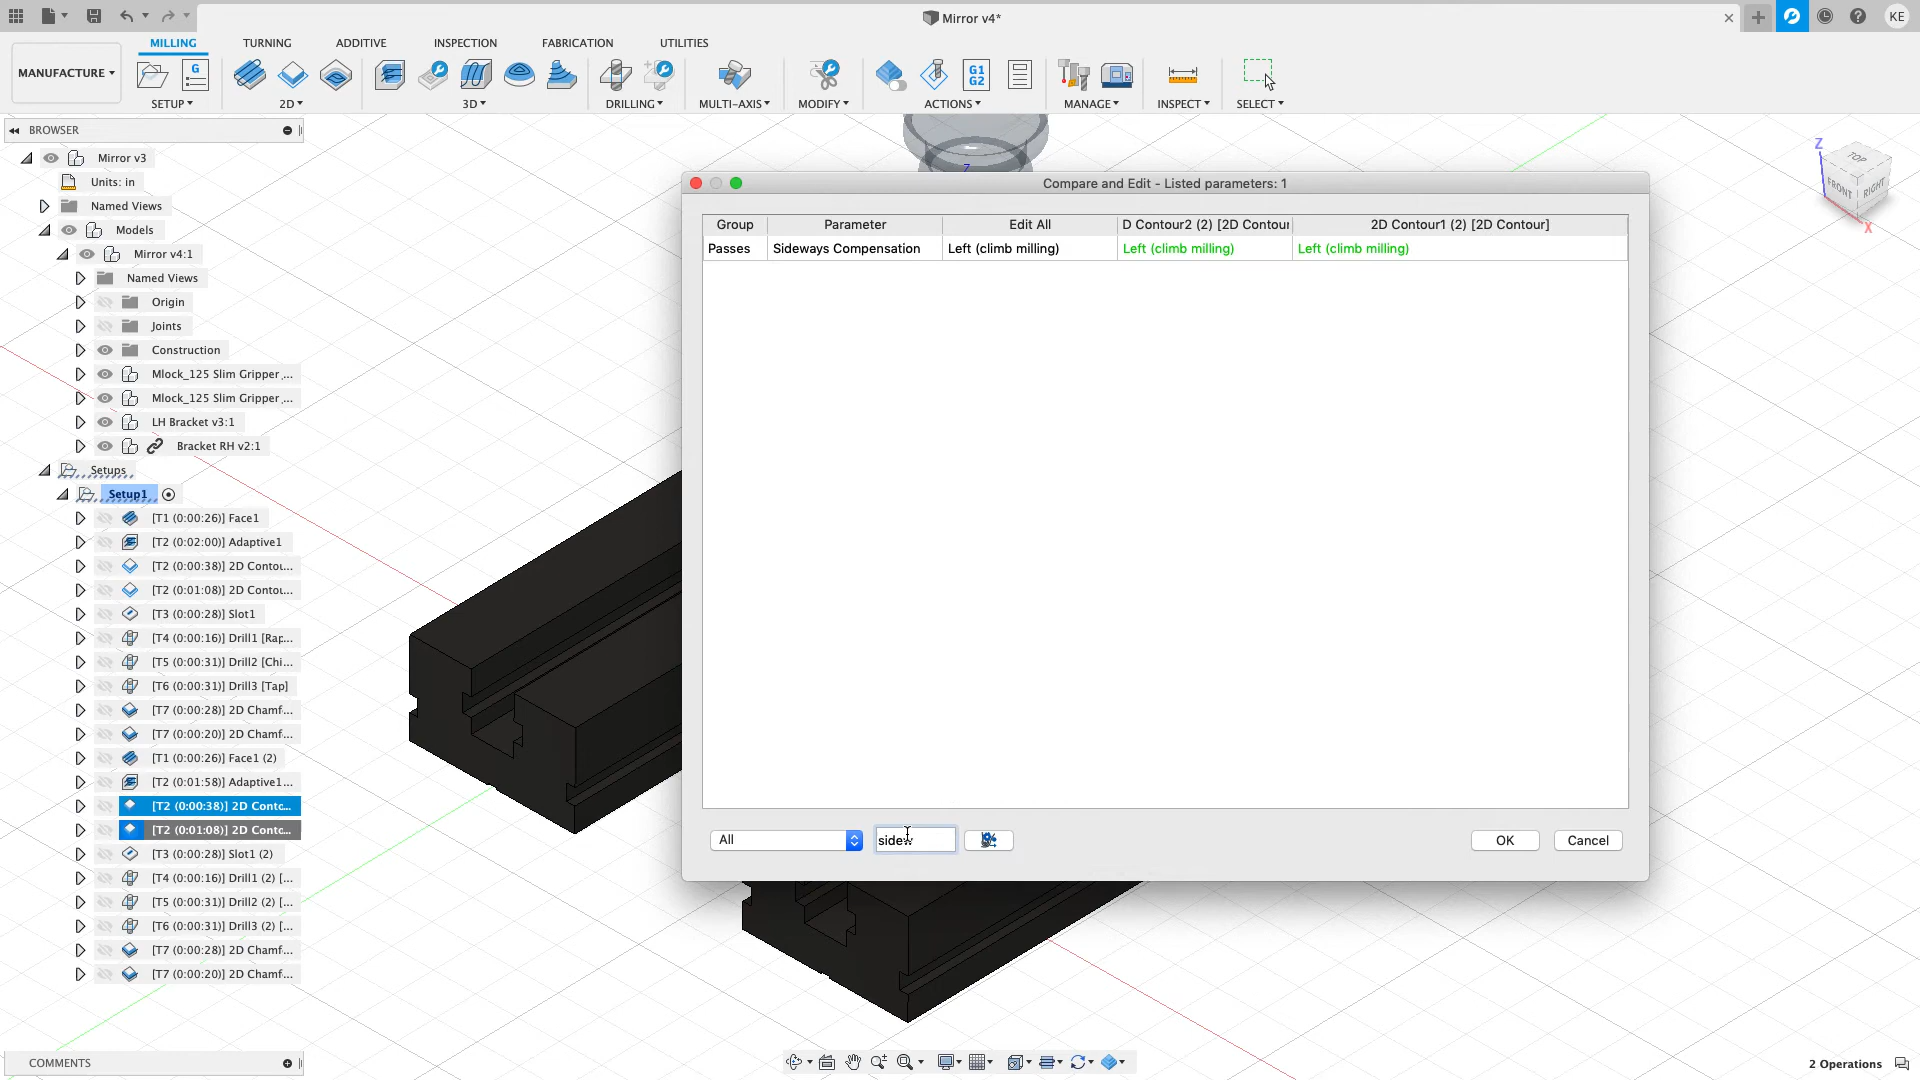 Mirror v4*
KE
MANUFACTURE
MILLING
TURNING
ADDITIVE
INSPECTION
FABRICATION
UTILITIES
G
G1
G2
SETUP
2D
3D
DRILLING
MULTI-AXIS
MODIFY
ACTIONS
MANAGE
INSPECT
SELECT
BROWSER
Mirror v3
Units: in
Named Views
Models
Mirror v4:1
Named Views
Origin
Joints
Construction
Mlock_125 Slim Gripper ...
Mlock_125 Slim Gripper ...
LH Bracket v3:1
Bracket RH v2:1
Setups
Setup1
[T1 (0:00:26)] Face1
[T2 (0:02:00)] Adaptive1
[T2 (0:00:38)] 2D Contou...
[T2 (0:01:08)] 2D Contou...
[T3 (0:00:28)] Slot1
[T4 (0:00:16)] Drill1 [Rap...
[T5 (0:00:31)] Drill2 [Chi...
[T6 (0:00:31)] Drill3 [Tap]
[T7 (0:00:28)] 2D Chamf...
[T7 (0:00:20)] 2D Chamf...
[T1 (0:00:26)] Face1 (2)
[T2 (0:01:58)] Adaptive1...
[T2 (0:00:38)] 2D Contc...
[T2 (0:01:08)] 2D Contc...
[T3 (0:00:28)] Slot1 (2)
[T4 (0:00:16)] Drill1 (2) [...
[T5 (0:00:31)] Drill2 (2) [...
[T6 (0:00:31)] Drill3 (2) [...
[T7 (0:00:28)] 2D Chamf...
[T7 (0:00:20)] 2D Chamf...
COMMENTS
Z
Compare and Edit - Listed parameters: 1
Group Parameter Edit All D Contour2 (2) [2D Contour 2D Contour1 (2) [2D Contour]
Passes Sideways Compensation Left (climb milling) Left (climb milling) Left (climb milling)
All
sidew
OK
Cancel
Z
TOP
FRONT
RIGHT
X
2 Operations